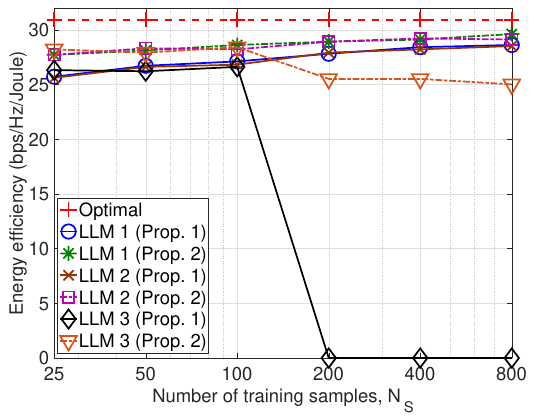 Energy efficiency (bps/Hz/Joule)
30
25
20
15
10
5
0
Optimal
LLM 1 (Prop. 1)
LLM 1 (Prop. 2)
LLM 2 (Prop. 1)
LLM 2 (Prop. 2)
LLM 3 (Prop. 1)
LLM 3 (Prop. 2)
25 50 100 200 400 800
Number of training samples, N_S